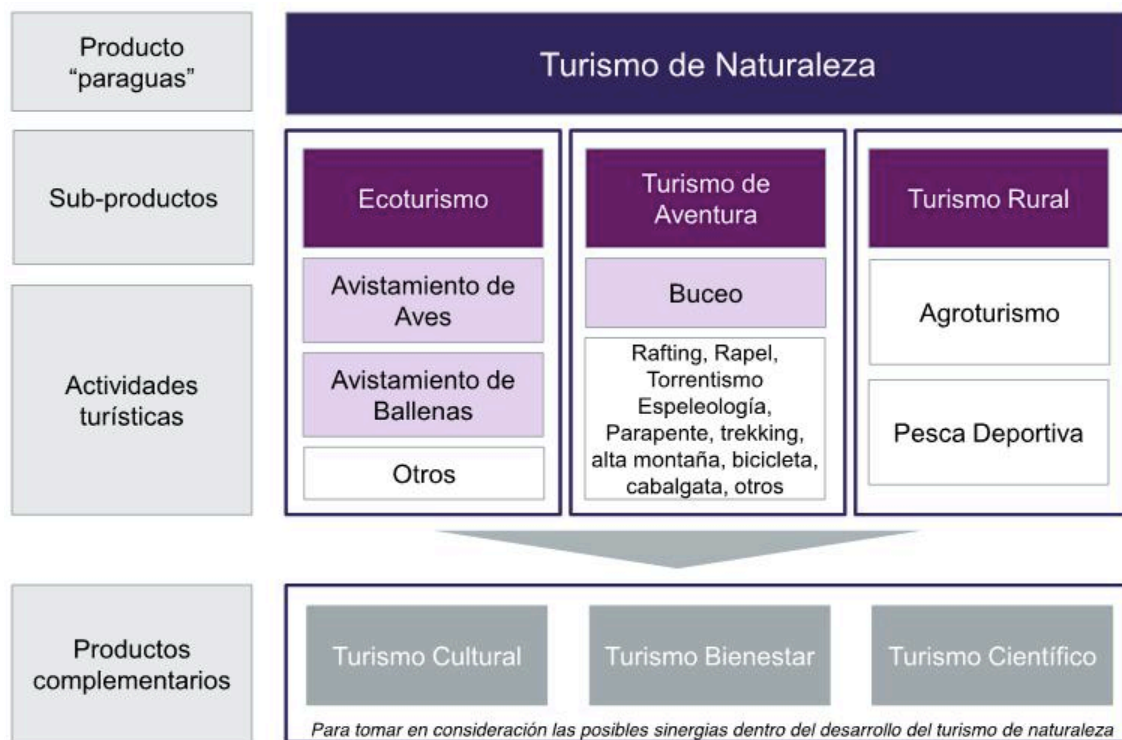 Producto
“paraguas”
Turismo de Naturaleza
Sub-productos
Ecoturismo
Turismo de
Aventura
Turismo Rural
Actividades
turísticas
Avistamiento de
Aves
Avistamiento de
Ballenas
Otros
Buceo
Rafting, Rapel,
Torrentismo
Espeleología,
Parapente, trekking,
alta montaña, bicicleta,
cabalgata, otros
Agroturismo
Pesca Deportiva
Productos
complementarios
Turismo Cultural
Turismo Bienestar
Turismo Científico
Para tomar en consideración las posibles sinergias dentro del desarrollo del turismo de naturaleza